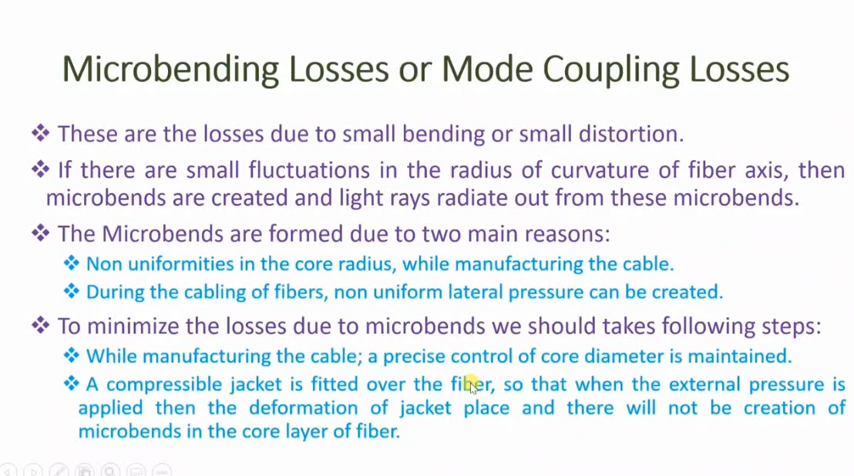 Microbending Losses or Mode Coupling Losses
❖ These are the losses due to small bending or small distortion.
❖ If there are small fluctuations in the radius of curvature of fiber axis, then
microbends are created and light rays radiate out from these microbends.
❖ The Microbends are formed due to two main reasons:
❖ Non uniformities in the core radius, while manufacturing the cable.
❖ During the cabling of fibers, non uniform lateral pressure can be created.
❖ To minimize the losses due to microbends we should takes following steps:
❖ While manufacturing the cable; a precise control of core diameter is maintained.
❖ A compressible jacket is fitted over the fiber, so that when the external pressure is
applied then the deformation of jacket place and there will not be creation of
microbends in the core layer of fiber.